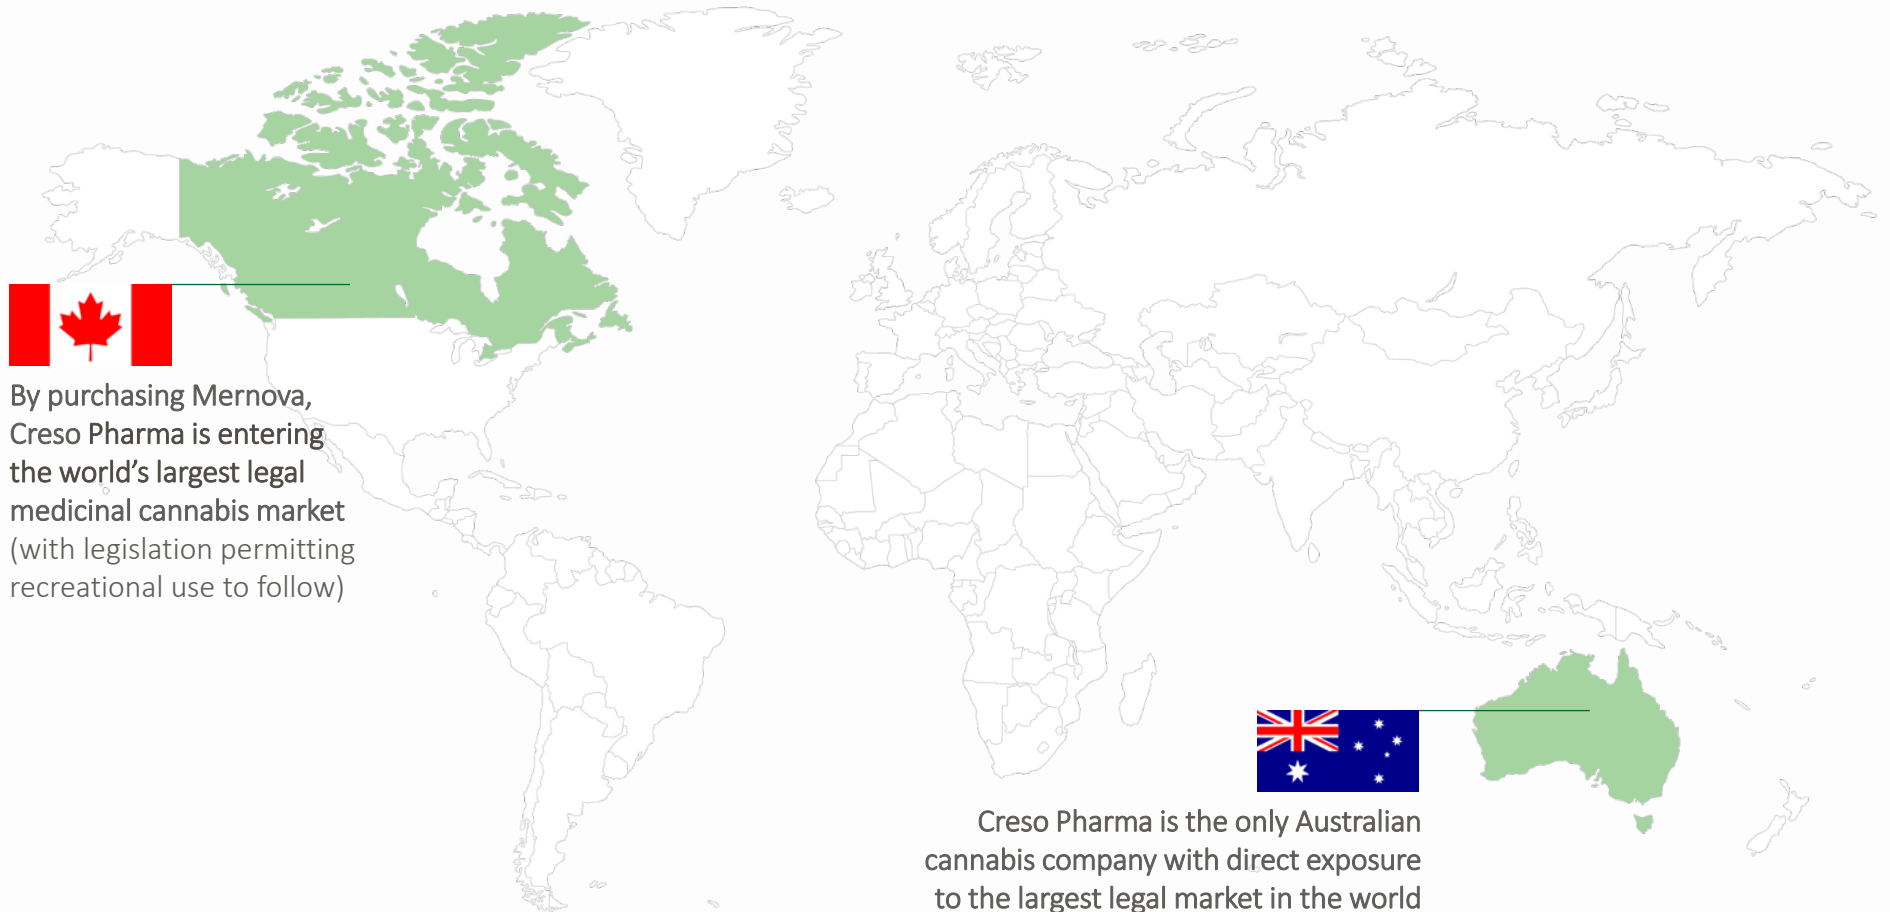 By purchasing Mernova,
Creso Pharma is entering
the world’s largest legal
medicinal cannabis market
(with legislation permitting
recreational use to follow)
Creso Pharma is the only Australian
cannabis company with direct exposure
to the largest legal market in the world